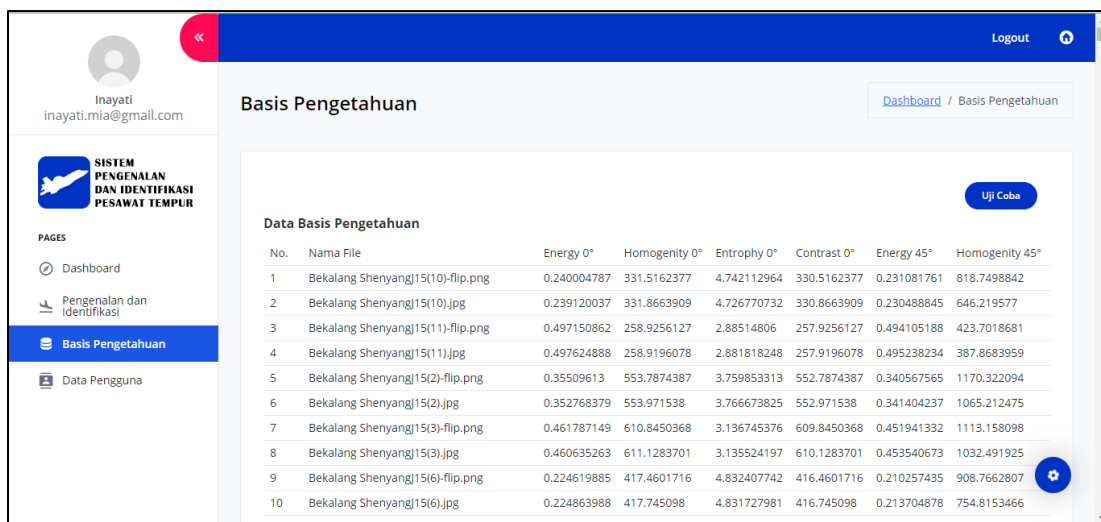 Logout
Inayati
inayati.mia@gmail.com
Basis Pengetahuan
Dashboard / Basis Pengetahuan
SISTEM
PENGENALAN
DAN IDENTIFIKASI
PESAWAT TEMPUR
PAGES
Dashboard
Pengenalan dan
Identifikasi
Basis Pengetahuan
Data Pengguna
Uji Coba
Data Basis Pengetahuan
No. Nama File Energy 0° Homogenity 0° Entrophy 0° Contrast 0° Energy 45° Homogenity 45°
1 Bekalang ShenyangJ15(10)-flip.png 0.240004787 331.5162377 4.742112964 330.5162377 0.231081761 818.7498842
2 Bekalang ShenyangJ15(10).jpg 0.239120037 331.8663909 4.726770732 330.8663909 0.230488845 646.219577
3 Bekalang ShenyangJ15(11)-flip.png 0.497150862 258.9256127 2.88514806 257.9256127 0.494105188 423.7018681
4 Bekalang ShenyangJ15(11).jpg 0.497624888 258.9196078 2.881818248 257.9196078 0.495238234 387.8683959
5 Bekalang ShenyangJ15(2)-flip.png 0.35509613 553.7874387 3.759853313 552.7874387 0.340567565 1170.322094
6 Bekalang ShenyangJ15(2).jpg 0.352768379 553.971538 3.766673825 552.971538 0.341404237 1065.212475
7 Bekalang ShenyangJ15(3)-flip.png 0.461787149 610.8450368 3.136745376 609.8450368 0.451941332 1113.158098
8 Bekalang ShenyangJ15(3).jpg 0.460635263 611.1283701 3.135524197 610.1283701 0.453540673 1032.491925
9 Bekalang ShenyangJ15(6)-flip.png 0.224619885 417.4601716 4.832407742 416.4601716 0.210257435 908.7662807
10 Bekalang ShenyangJ15(6).jpg 0.224863988 417.745098 4.831727981 416.745098 0.213704878 754.8153466